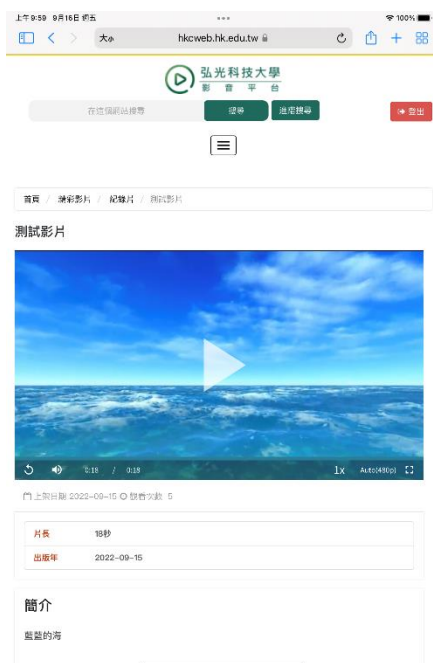 上午9:59 9月16日 週五
100%
大小 hkcweb.hk.edu.tw
弘光科技大學
影音平台
在這個網站搜尋 搜尋 進階搜尋 登出
首頁 / 精彩影片 / 記錄片 / 測試影片
測試影片
0:18 / 0:18 1x Auto(480p)
上架日期 2022-09-15 觀看次數 5
片長 18秒
出版年 2022-09-15
簡介
藍藍的海